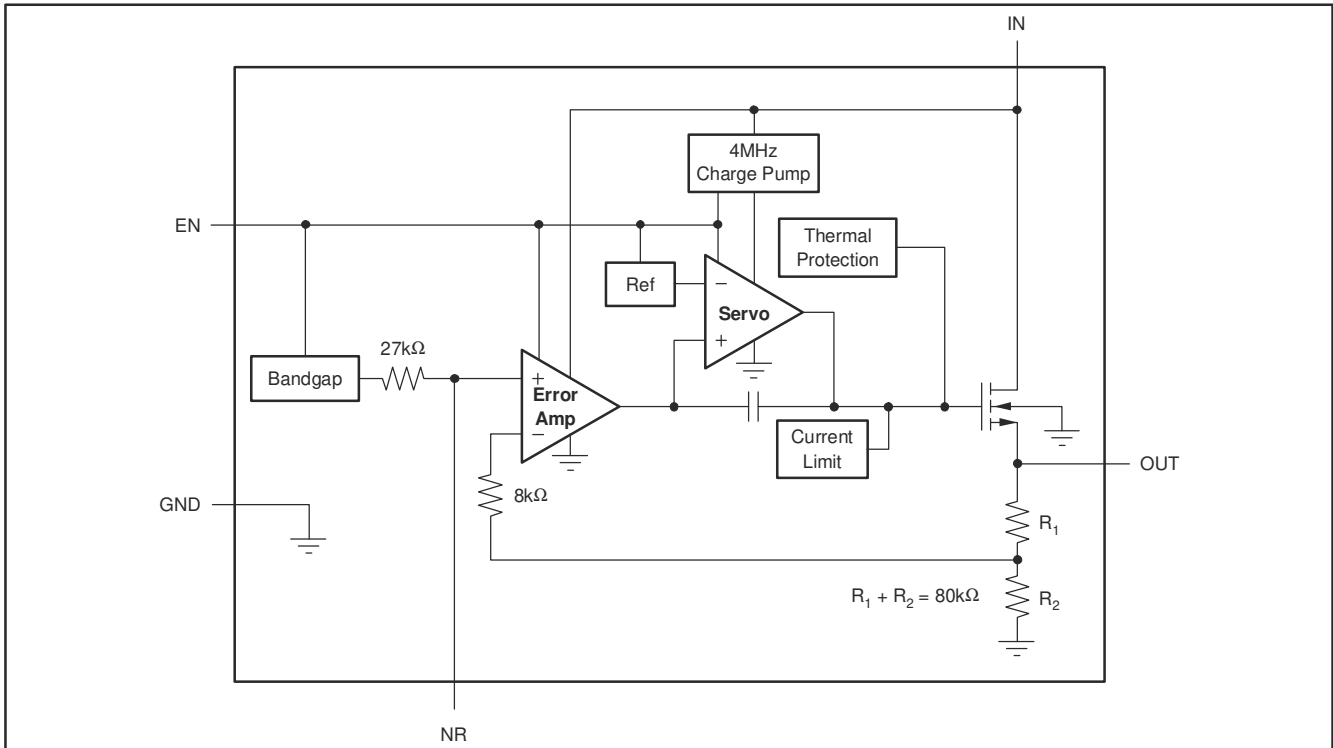 IN
4MHz
Charge Pump
EN
Thermal
Protection
Ref
−
Servo
+
27kΩ
Bandgap
+
Error
Amp
−
Current
Limit
OUT
8kΩ
GND
R₁
R₁ + R₂ = 80kΩ
R₂
NR